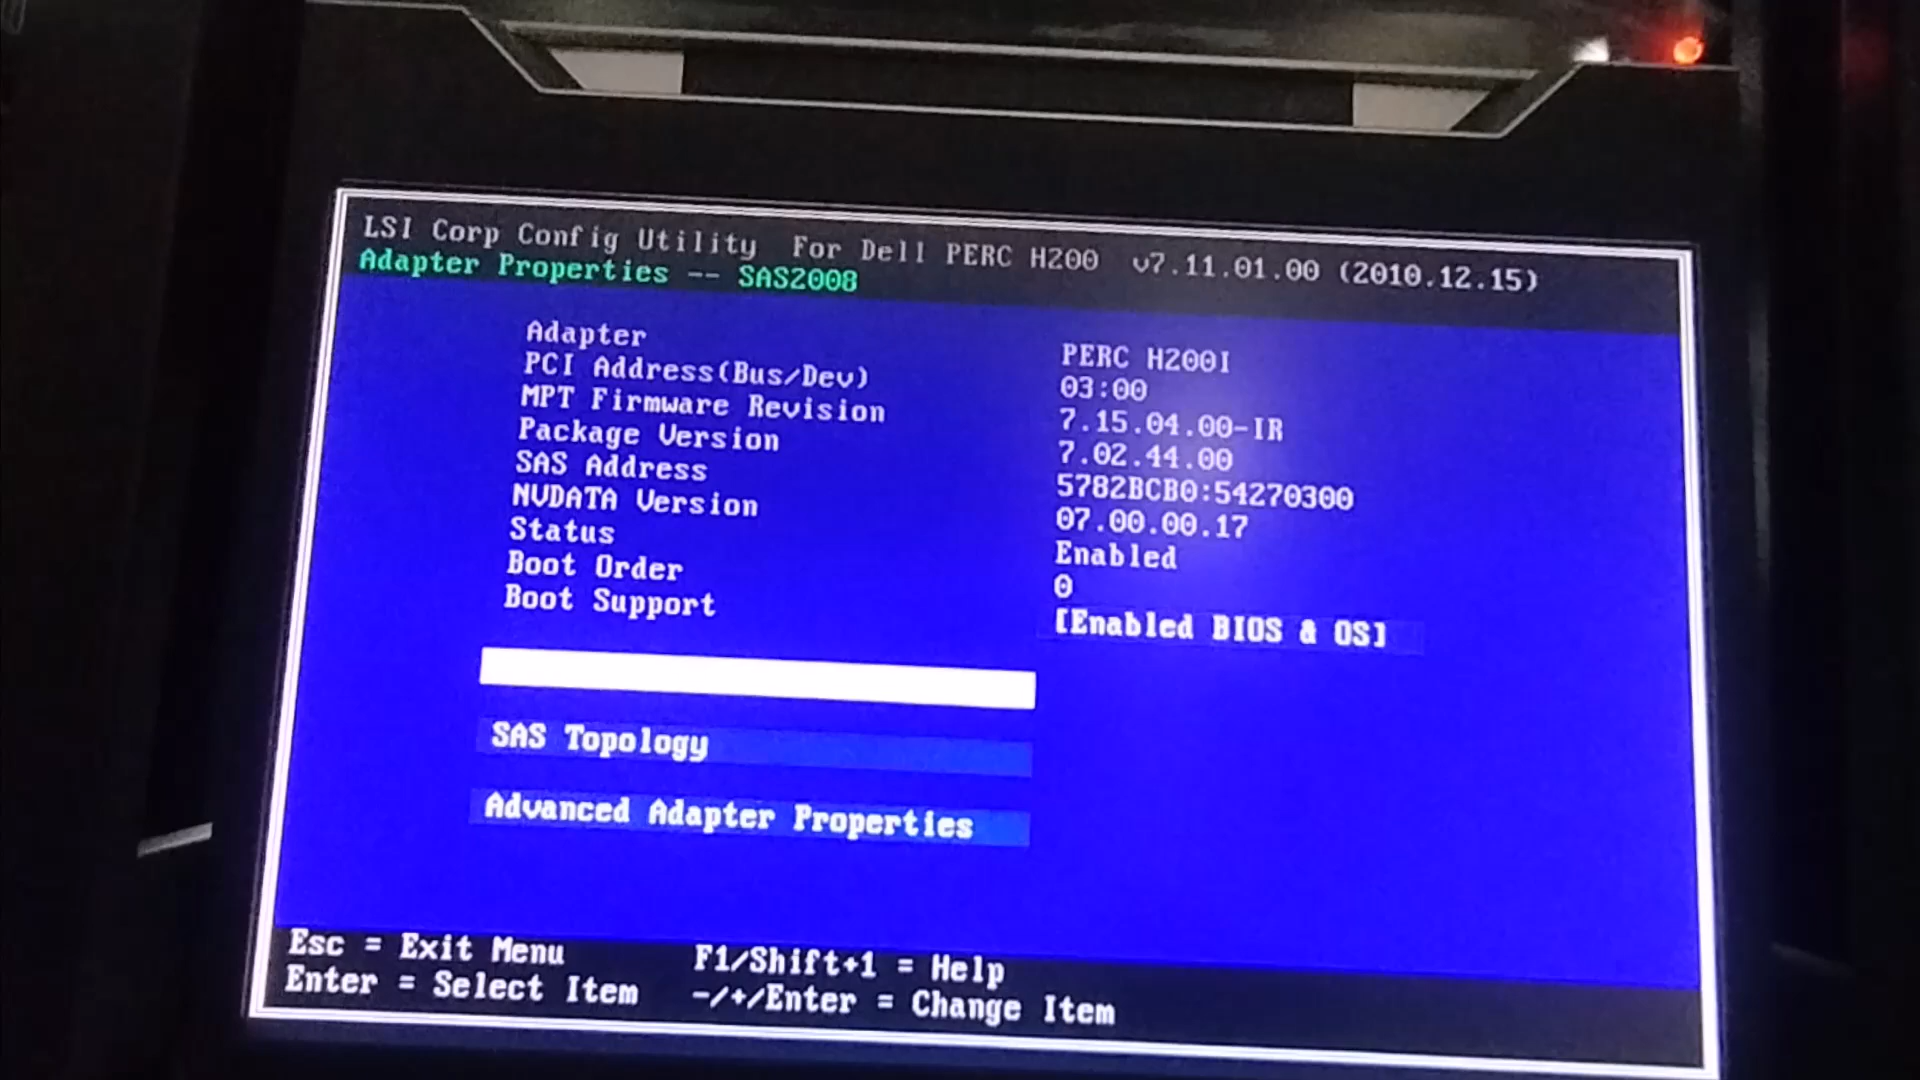 LSI Corp Config Utility For Dell PERC H200 v7.11.01.00 (2010.12.15)
Adapter Properties -- SAS2008
Adapter PERC H200I
PCI Address(Bus/Dev) 03:00
MPT Firmware Revision 7.15.04.00-IR
Package Version 7.02.44.00
SAS Address 5782BCB0:54270300
NVDATA Version 07.00.00.17
Status Enabled
Boot Order 0
Boot Support [Enabled BIOS & OS]
SAS Topology
Advanced Adapter Properties
Esc = Exit Menu F1/Shift+1 = Help
Enter = Select Item -/+/Enter = Change Item